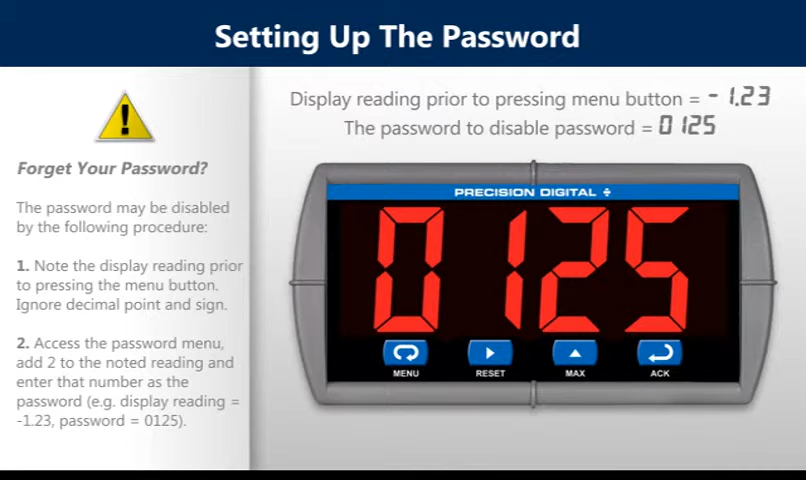 Setting Up The Password
Forget Your Password?
The password may be disabled
by the following procedure:
1. Note the display reading prior
to pressing the menu button.
Ignore decimal point and sign.
2. Access the password menu,
add 2 to the noted reading and
enter that number as the
password (e.g. display reading =
-1.23, password = 0125).
Display reading prior to pressing menu button = -1.23
The password to disable password = 0125
PRECISION DIGITAL
0125
MENU RESET MAX ACK